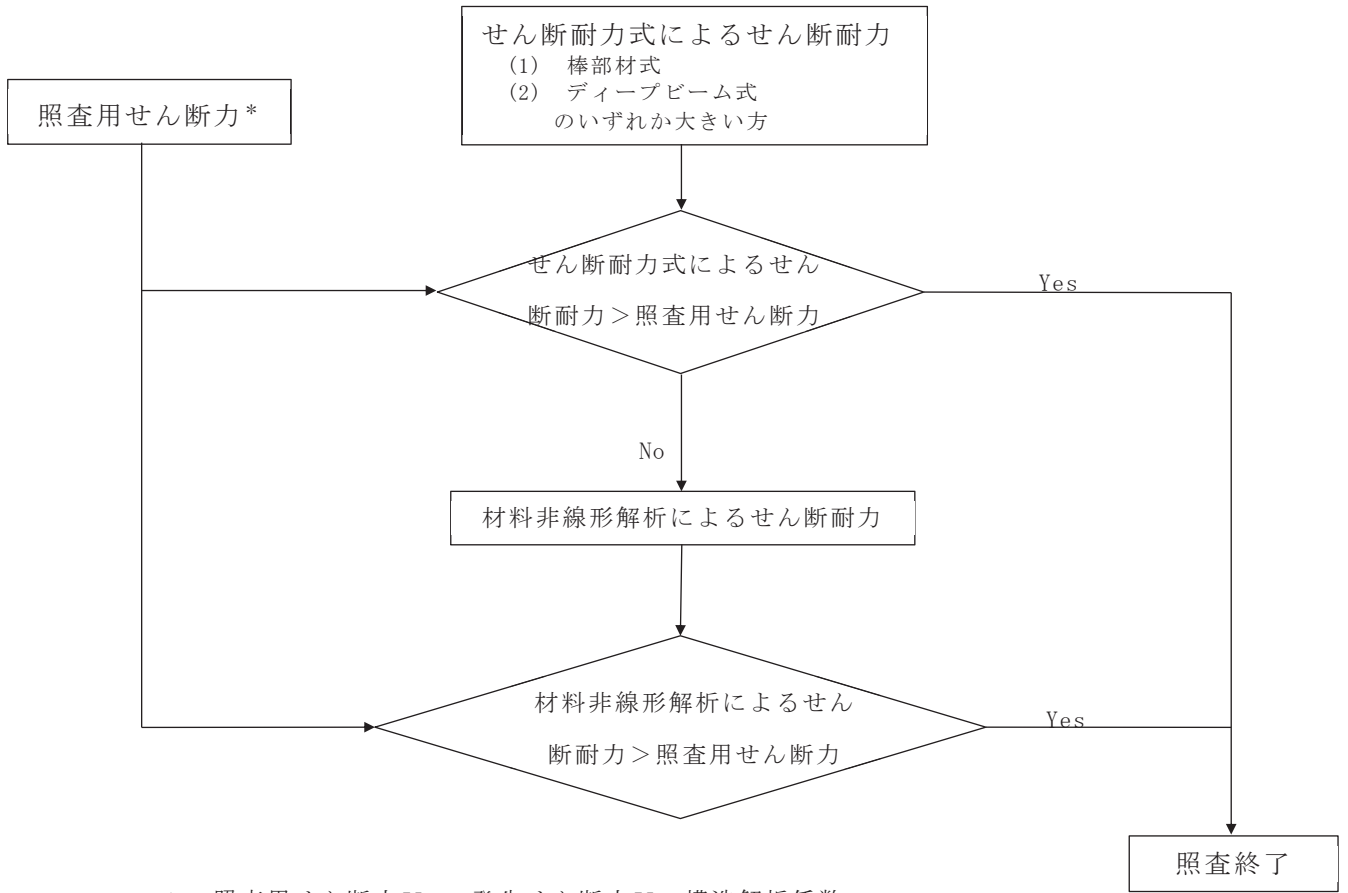 せん断耐力式によるせん断耐力
(1) 棒部材式
(2) ディープビーム式
のいずれか大きい方
照査用せん断力*
せん断耐力式によるせん
断耐力＞照査用せん断力
Yes
No
材料非線形解析によるせん断耐力
材料非線形解析によるせん
断耐力＞照査用せん断力
Yes
照査終了